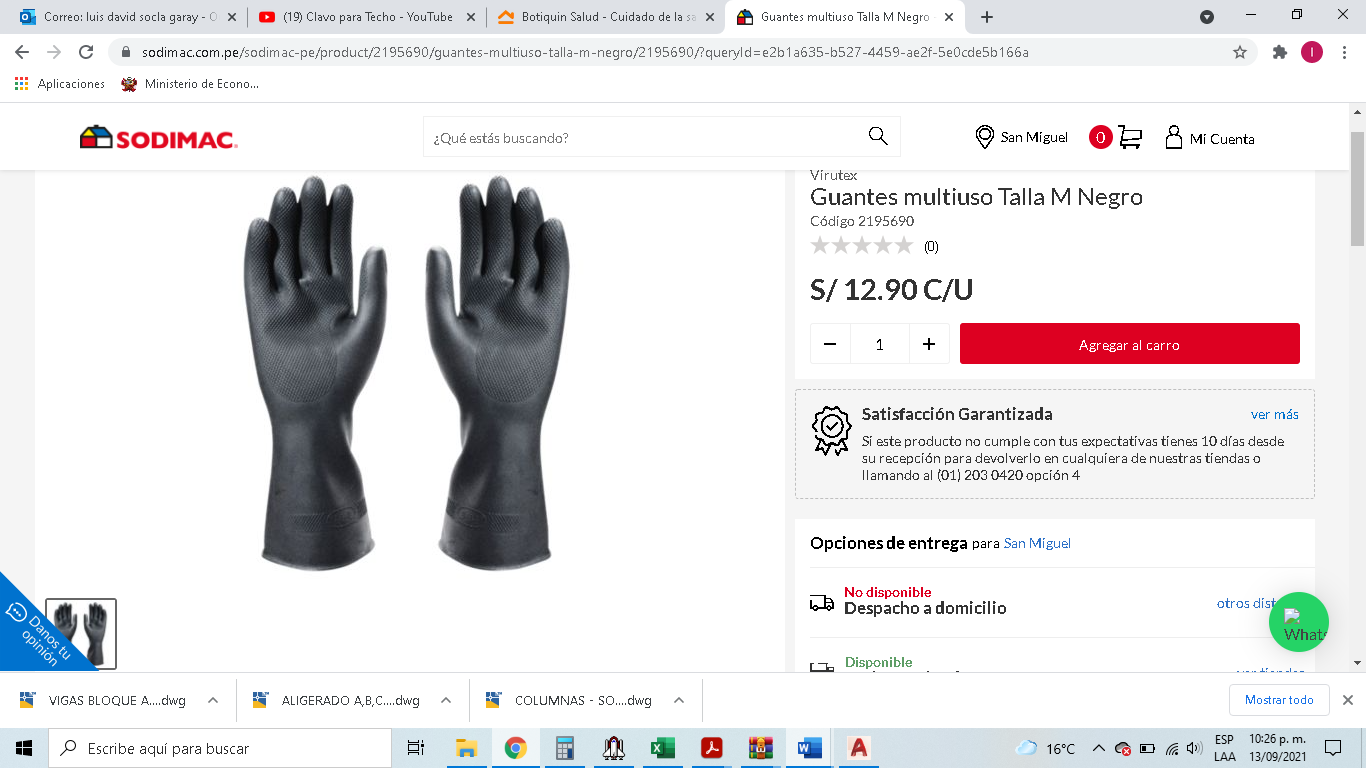 Correo: luis david socla garay - O
(19) Clavo para Techo - YouTube
Botiquin Salud - Cuidado de la sa
Guantes multiuso Talla M Negro -
sodimac.com.pe/sodimac-pe/product/2195690/guantes-multiuso-talla-m-negro/2195690/?queryId=e2b1a635-b527-4459-ae2f-5e0cde5b166a
I
Aplicaciones
Ministerio de Econo...
SODIMAC
¿Qué estás buscando?
San Miguel
0
Mi Cuenta
Virutex
Guantes multiuso Talla M Negro
Código 2195690
(0)
S/ 12.90 C/U
− 1 +
Agregar al carro
Satisfacción Garantizada
ver más
Si este producto no cumple con tus expectativas tienes 10 días desde
su recepción para devolverlo en cualquiera de nuestras tiendas o
llamando al (01) 203 0420 opción 4
Opciones de entrega para San Miguel
No disponible
Despacho a domicilio
otros dist
Whats
Disponible
ver tiendas
Danos tu
opinión
VIGAS BLOQUE A....dwg
ALIGERADO A,B,C....dwg
COLUMNAS - SO....dwg
Mostrar todo
Escribe aquí para buscar
16°C
ESP
LAA
10:26 p. m.
13/09/2021